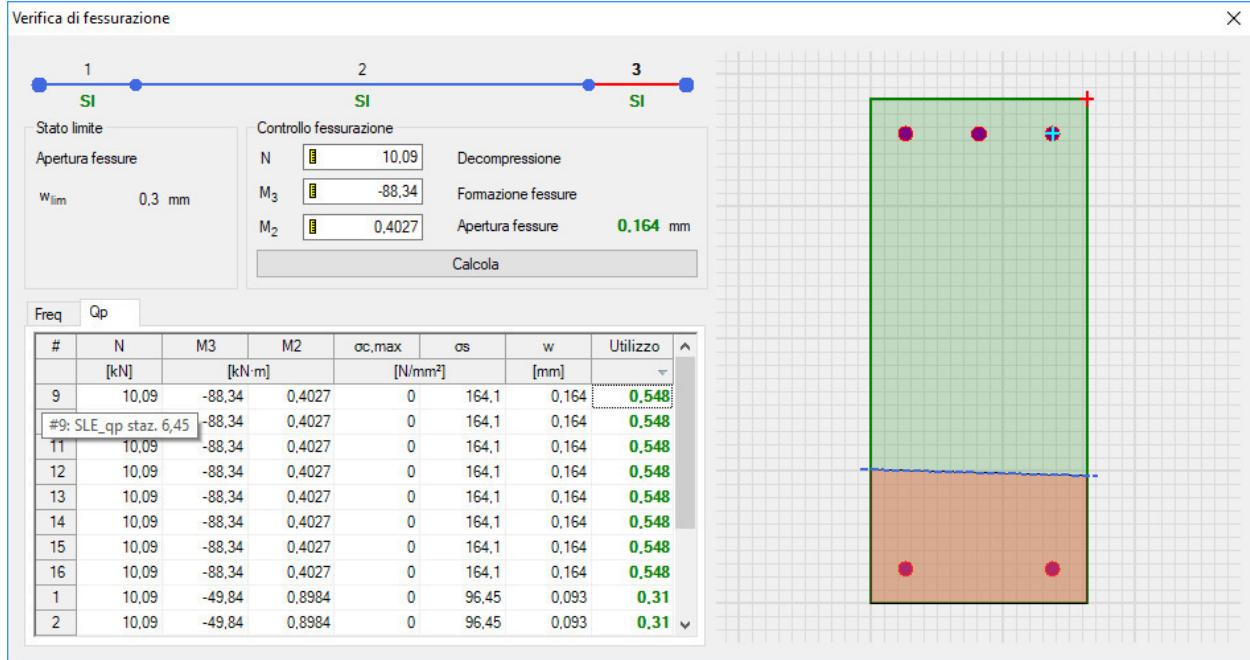 Verifica di fessurazione
1 2 3
SI SI SI
Stato limite
Apertura fessure
wlim 0,3 mm
Controllo fessurazione
N 10,09 Decompressione
M3 -88,34 Formazione fessure
M2 0,4027 Apertura fessure 0,164 mm
Calcola
Freq Qp
# N M3 M2 σc,max σs w Utilizzo
[kN] [kN·m] [N/mm²] [mm]
9 10,09 -88,34 0,4027 0 164,1 0,164 0,548
#9: SLE_qp staz. 6,45 -88,34 0,4027 0 164,1 0,164 0,548
11 10,09 -88,34 0,4027 0 164,1 0,164 0,548
12 10,09 -88,34 0,4027 0 164,1 0,164 0,548
13 10,09 -88,34 0,4027 0 164,1 0,164 0,548
14 10,09 -88,34 0,4027 0 164,1 0,164 0,548
15 10,09 -88,34 0,4027 0 164,1 0,164 0,548
16 10,09 -88,34 0,4027 0 164,1 0,164 0,548
1 10,09 -49,84 0,8984 0 96,45 0,093 0,31
2 10,09 -49,84 0,8984 0 96,45 0,093 0,31